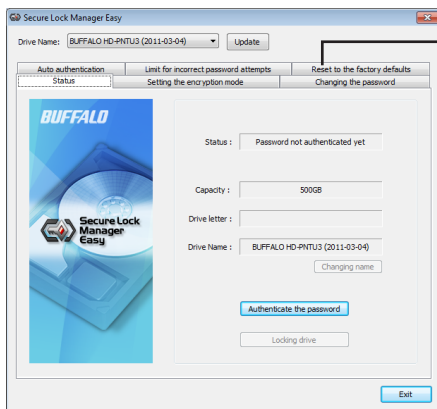 Secure Lock Manager Easy
Drive Name: BUFFALO HD-PNTU3 (2011-03-04) Update
Auto authentication Limit for incorrect password attempts Reset to the factory defaults
Status Setting the encryption mode Changing the password
BUFFALO
Status : Password not authenticated yet
Capacity : 500GB
Drive letter :
Secure Lock
Manager
Easy
Drive Name : BUFFALO HD-PNTU3 (2011-03-04)
Changing name
Authenticate the password
Locking drive
Exit